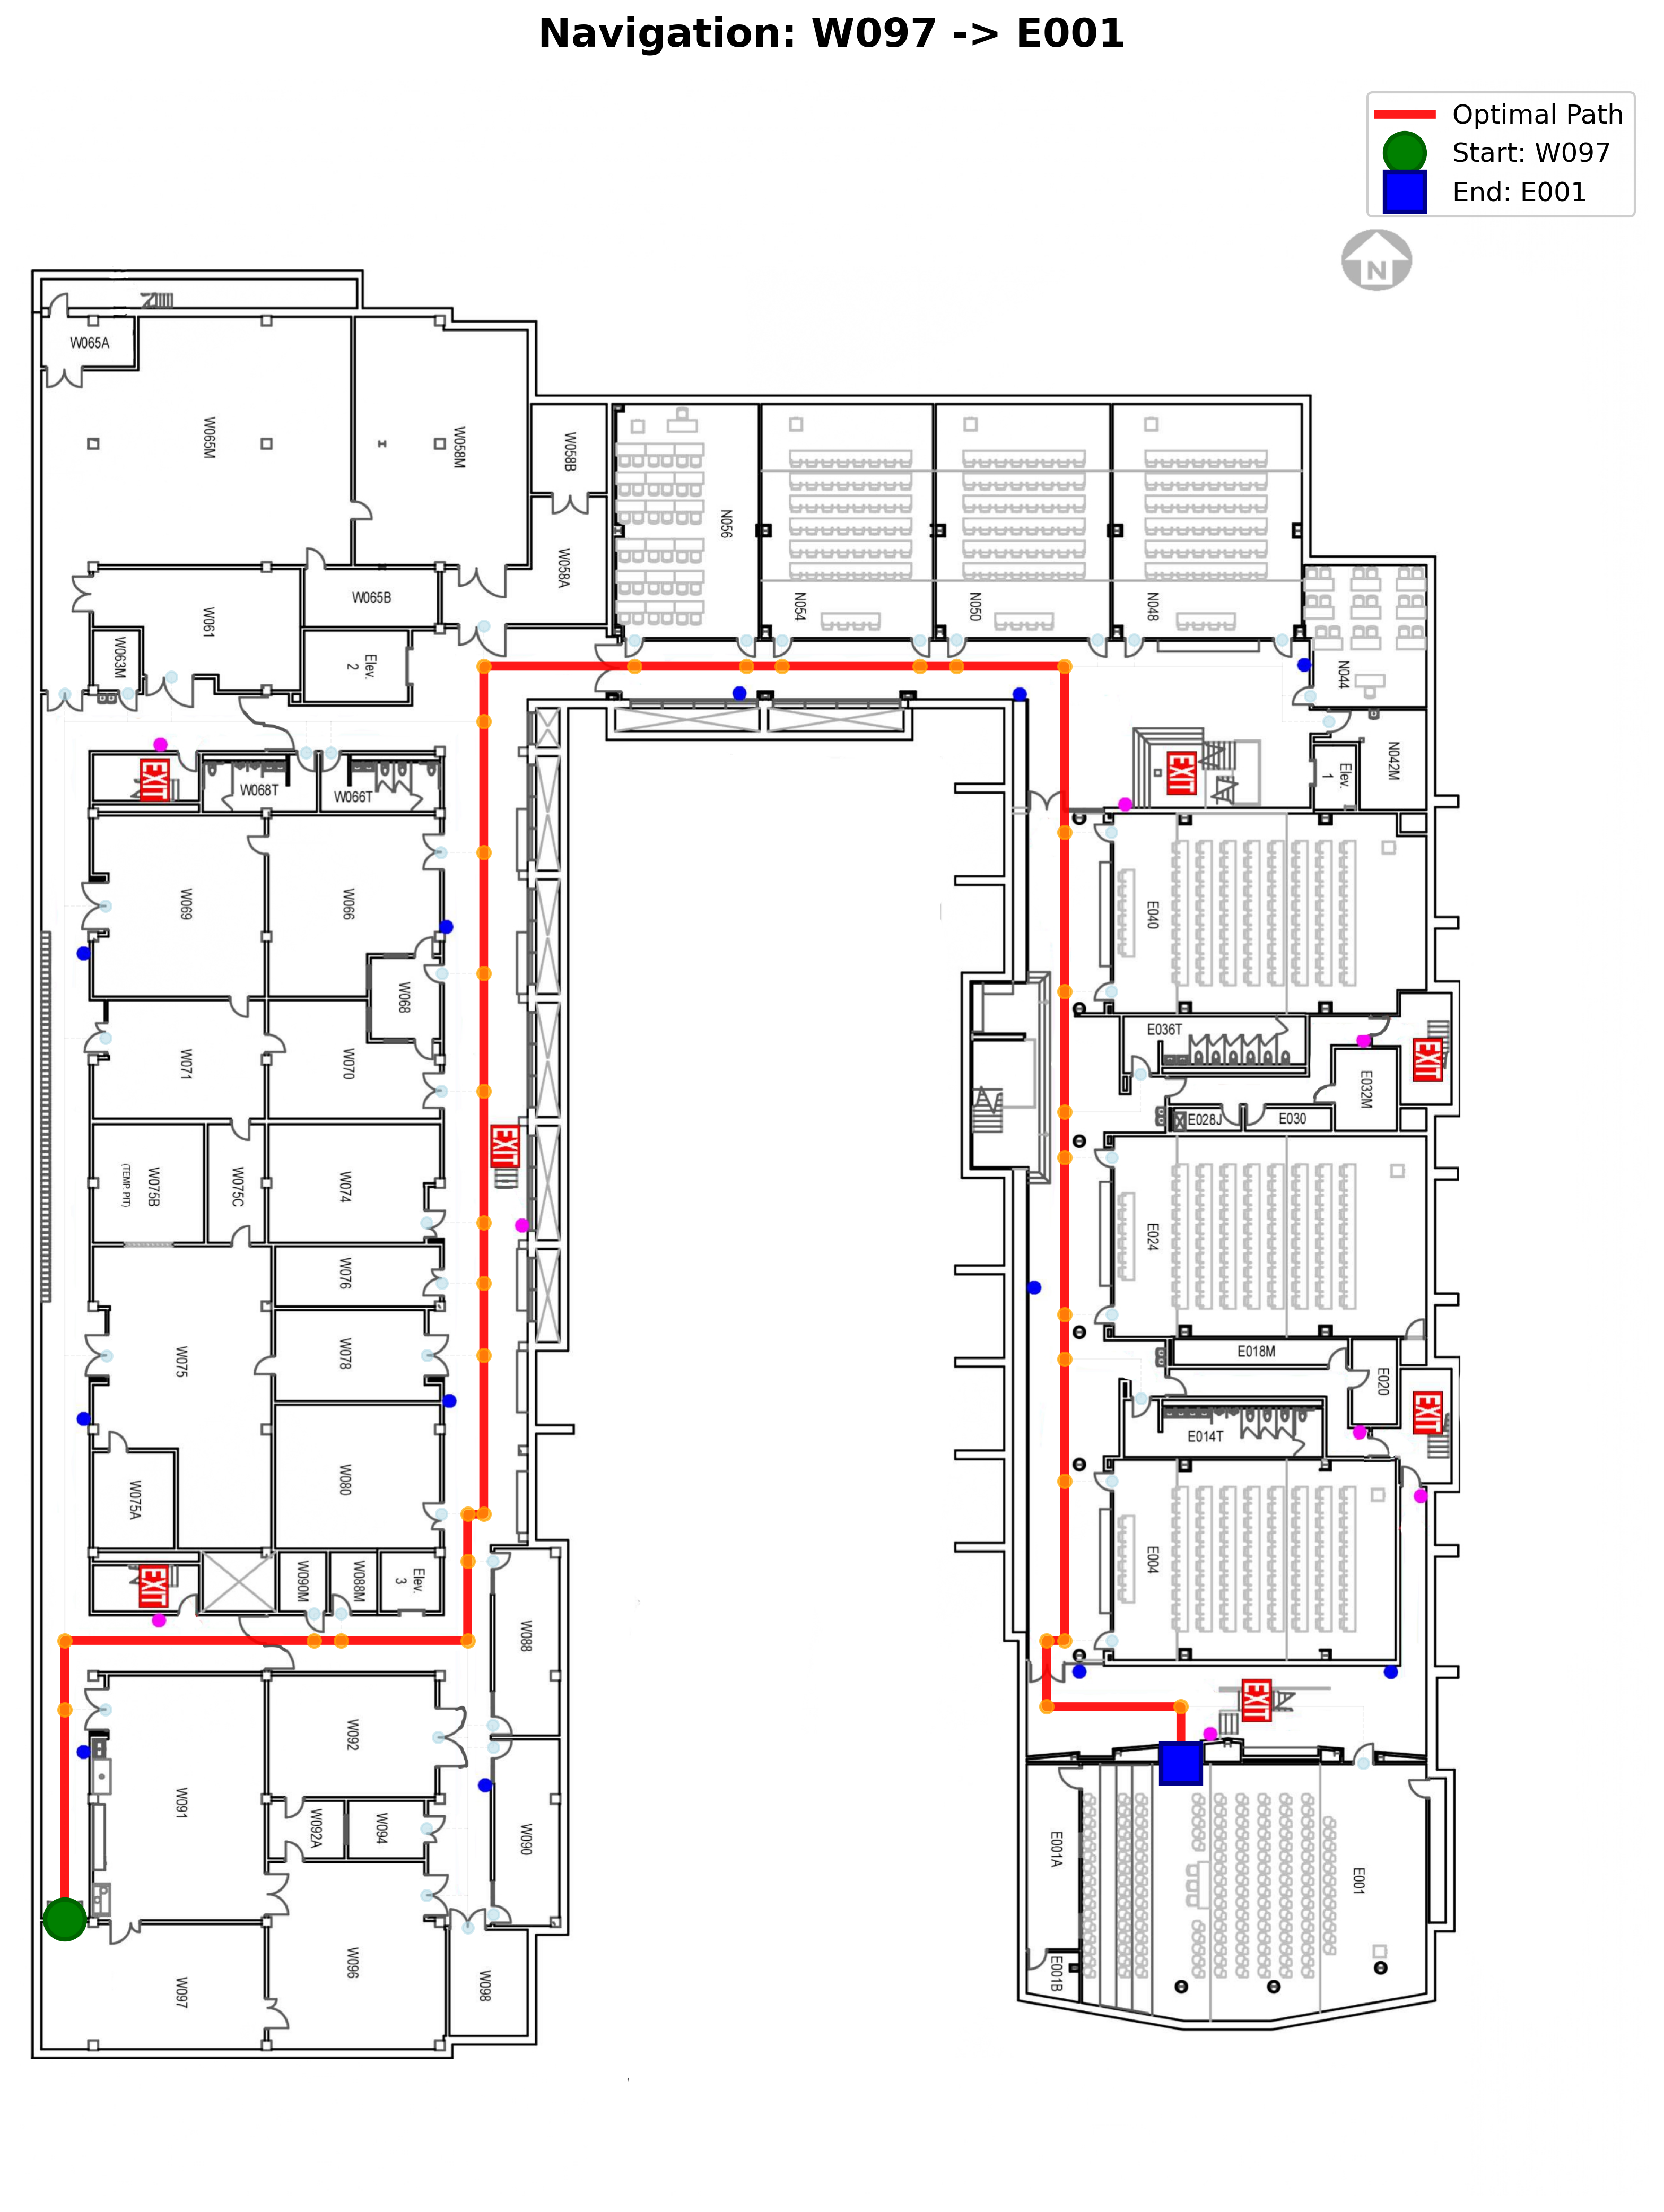 Navigation: W097 -> E001
Optimal Path
Start: W097
End: E001
N
W065A
W065M
W058M
W058B
W058A
N056
N054
N050
N048
N044
W065B
W061
W063M
Elev. 2
N042M
Elev. 1
EXIT
EXIT
W068T
W066T
W069
W066
E040
W068
W071
W070
E036T
EXIT
E032M
E028J
E030
EXIT
W075B
(TEMP. PIT)
W075C
W074
E024
W076
W075
W078
E018M
E020
EXIT
E014T
W075A
W080
E004
EXIT
W090M
W088M
Elev. 3
W088
EXIT
W092
W091
W092A
W094
W090
E001A
E001
W096
W097
W098
E001B